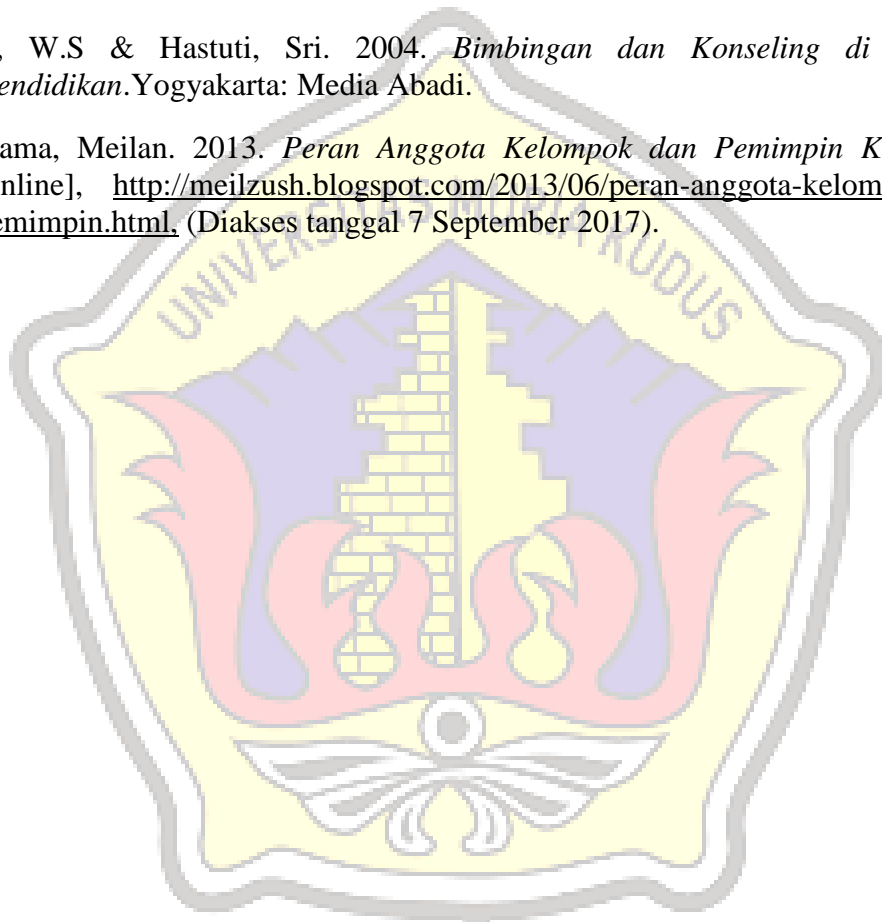 , W.S & Hastuti, Sri. 2004. Bimbingan dan Konseling di
endidikan.Yogyakarta: Media Abadi.
ama, Meilan. 2013. Peran Anggota Kelompok dan Pemimpin K
nline], http://meilzush.blogspot.com/2013/06/peran-anggota-kelom
emimpin.html, (Diakses tanggal 7 September 2017).
UNIVERSITAS MURIA KUDUS